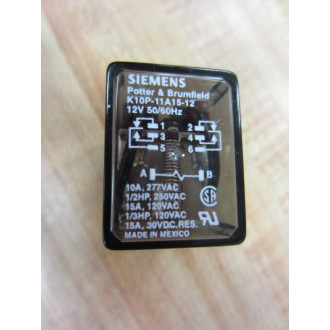 SIEMENS
Potter & Brumfield
K10P-11A15-12
12V 50/60Hz
1 2
3 4
5 6
A B
10A, 277VAC
1/2HP, 250VAC
15A, 120VAC
1/3HP, 120VAC
15A, 30VDC, RES.
MADE IN MEXICO